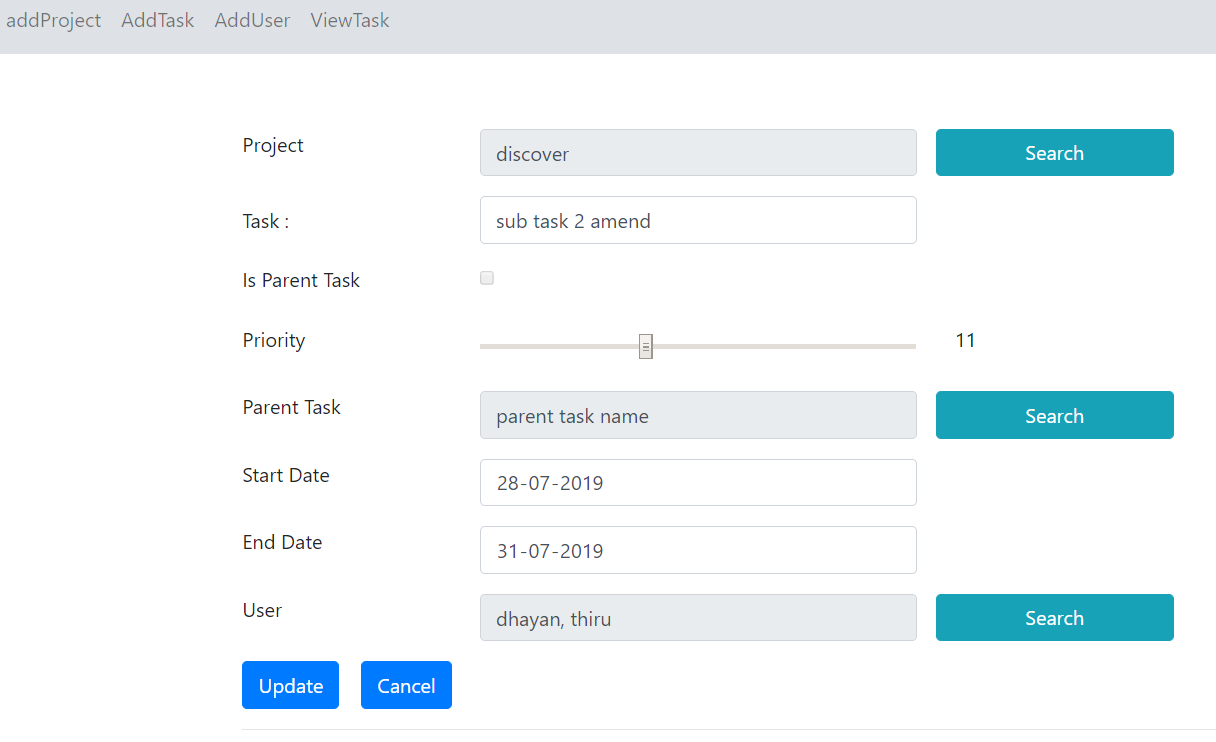 addProject AddTask AddUser ViewTask
Project discover Search
Task : sub task 2 amend
Is Parent Task
Priority 11
Parent Task parent task name Search
Start Date 28-07-2019
End Date 31-07-2019
User dhayan, thiru Search
Update Cancel